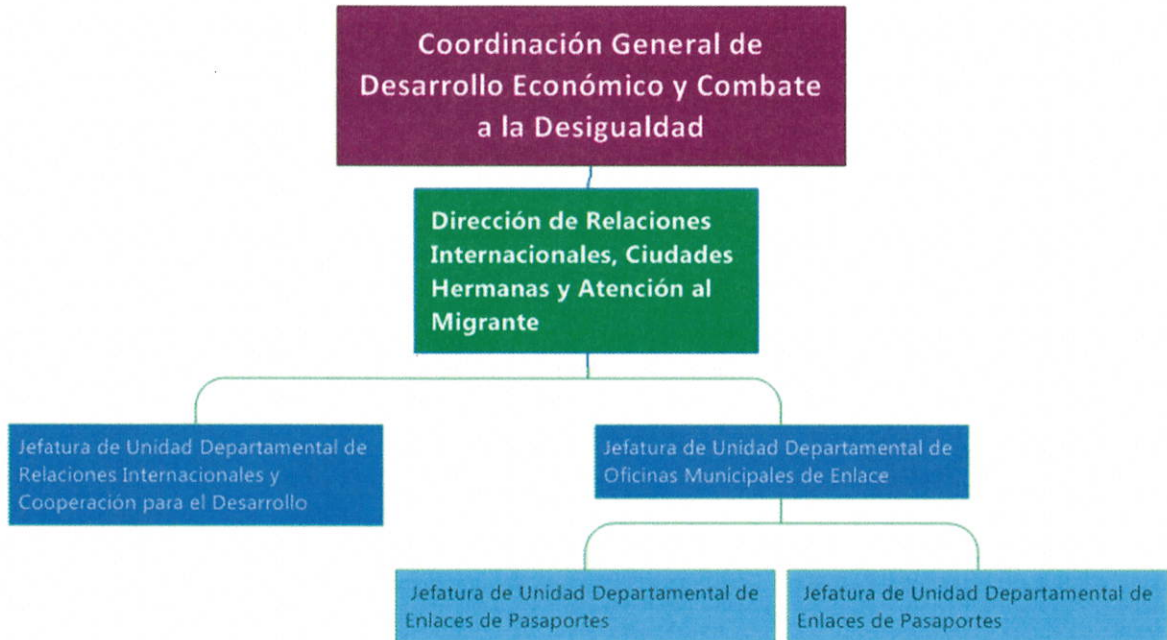 Coordinación General de
Desarrollo Económico y Combate
a la Desigualdad
Dirección de Relaciones
Internacionales, Ciudades
Hermanas y Atención al
Migrante
Jefatura de Unidad Departamental de
Relaciones Internacionales y
Cooperación para el Desarrollo
Jefatura de Unidad Departamental de
Oficinas Municipales de Enlace
Jefatura de Unidad Departamental de
Enlaces de Pasaportes
Jefatura de Unidad Departamental de
Enlaces de Pasaportes